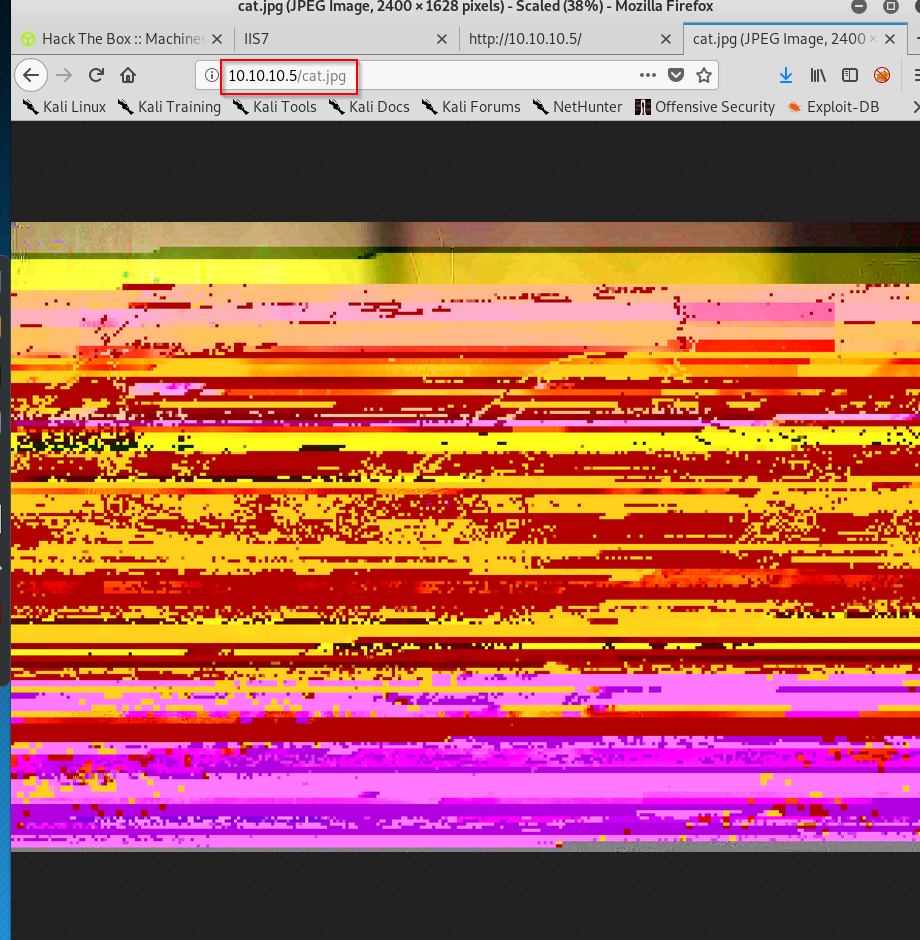 cat.jpg (JPEG Image, 2400 × 1628 pixels) - Scaled (38%) - Mozilla Firefox
Hack The Box :: Machines
IIS7
http://10.10.10.5/
cat.jpg (JPEG Image, 2400 ×
10.10.10.5/cat.jpg
Kali Linux
Kali Training
Kali Tools
Kali Docs
Kali Forums
NetHunter
Offensive Security
Exploit-DB